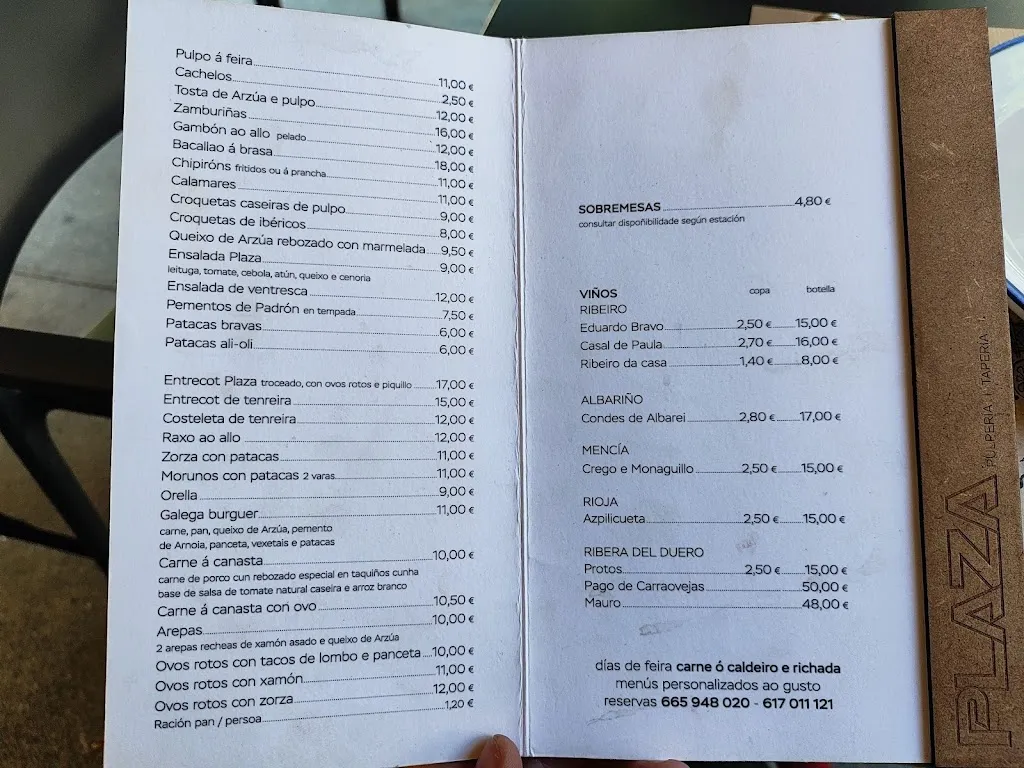 Pulpo á feira 11,00 €
Cachelos 2,50 €
Tosta de Arzúa e pulpo 12,00 €
Zamburiñas 16,00 €
Gambón ao allo pelado 12,00 €
Bacallao á brasa 18,00 €
Chipiróns fritidos ou á prancha 11,00 €
Calamares 11,00 €
Croquetas caseiras de pulpo 9,00 €
Croquetas de ibéricos 8,00 €
Queixo de Arzúa rebozado con marmelada 9,50 €
Ensalada Plaza 9,00 €
leituga, tomate, cebola, atún, queixo e cenoria
Ensalada de ventresca 12,00 €
Pementos de Padrón en tempada 7,50 €
Patacas bravas 6,00 €
Patacas ali-oli 6,00 €
Entrecot Plaza troceado, con ovos rotos e piquillo 17,00 €
Entrecot de tenreira 15,00 €
Costeleta de tenreira 12,00 €
Raxo ao allo 12,00 €
Zorza con patacas 11,00 €
Morunos con patacas 2 varas 11,00 €
Orella 9,00 €
Galega burguer 11,00 €
carne, pan, queixo de Arzúa, pemento
de Arnoia, panceta, vexetais e patacas
Carne á canasta 10,00 €
carne de porco cun rebozado especial en taquiños cunha
base de salsa de tomate natural caseira e arroz branco
Carne á canasta con ovo 10,50 €
Arepas 10,00 €
2 arepas recheas de xamón asado e queixo de Arzúa
Ovos rotos con tacos de lombo e panceta 10,00 €
Ovos rotos con xamón 11,00 €
Ovos rotos con zorza 12,00 €
Ración pan / persoa 1,20 €
SOBREMESAS 4,80 €
consultar dispoñibilidade según estación
VIÑOS copa botella
RIBEIRO
Eduardo Bravo 2,50 € 15,00 €
Casal de Paula 2,70 € 16,00 €
Ribeiro da casa 1,40 € 8,00 €
ALBARIÑO
Condes de Albarei 2,80 € 17,00 €
MENCÍA
Crego e Monaguillo 2,50 € 15,00 €
RIOJA
Azpilicueta 2,50 € 15,00 €
RIBERA DEL DUERO
Protos 2,50 € 15,00 €
Pago de Carraovejas 50,00 €
Mauro 48,00 €
días de feira carne ó caldeiro e richada
menús personalizados ao gusto
reservas 665 948 020 - 617 011 121
PLAZA PULPERIA TAPERIA